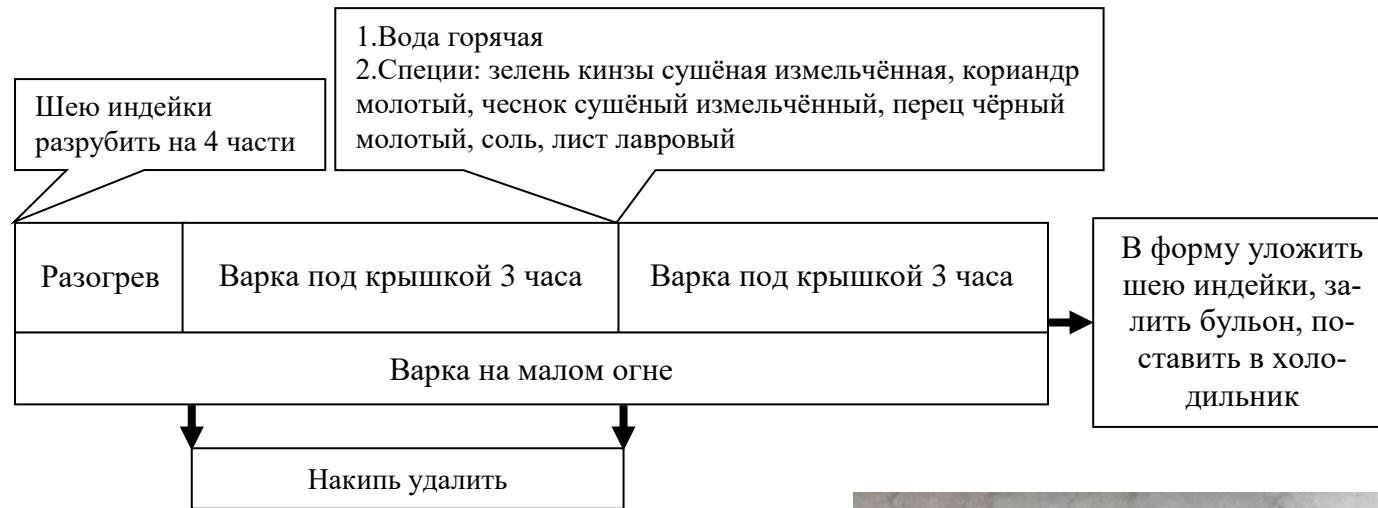 1.Вода горячая
2.Специи: зелень кинзы сушёная измельчённая, кориандр
молотый, чеснок сушёный измельчённый, перец чёрный
молотый, соль, лист лавровый
Шею индейки
разрубить на 4 части
Разогрев
Варка под крышкой 3 часа
Варка под крышкой 3 часа
Варка на малом огне
В форму уложить
шею индейки, за-
лить бульон, по-
ставить в холо-
дильник
Накипь удалить